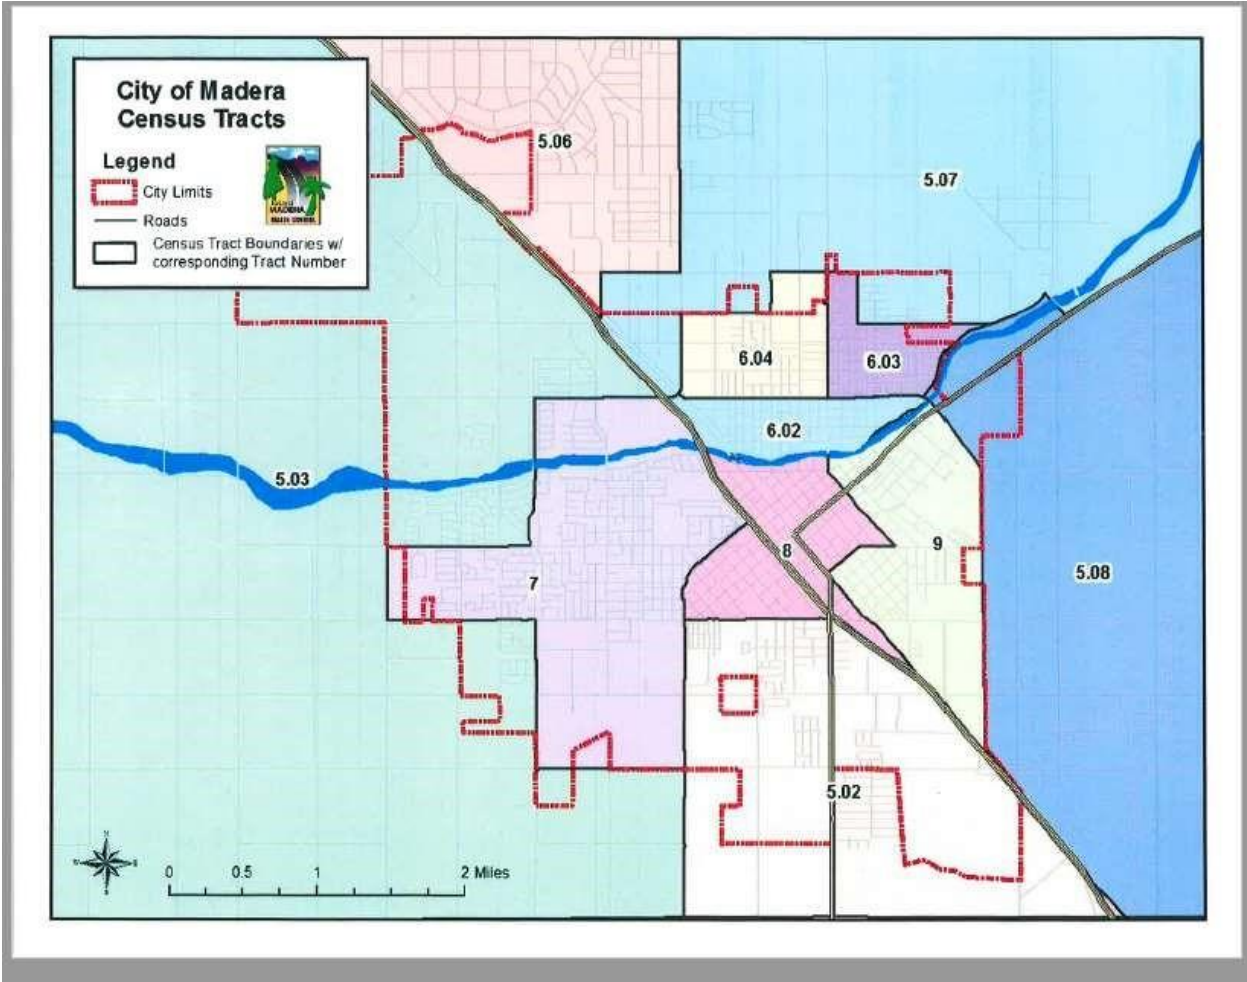 City of Madera
Census Tracts
Legend
City Limits
Roads
Census Tract Boundaries w/
corresponding Tract Number
MADERA
5.06
5.07
6.04
6.03
6.02
5.03
8
9
7
5.08
5.02
N
0 0.5 1 2 Miles